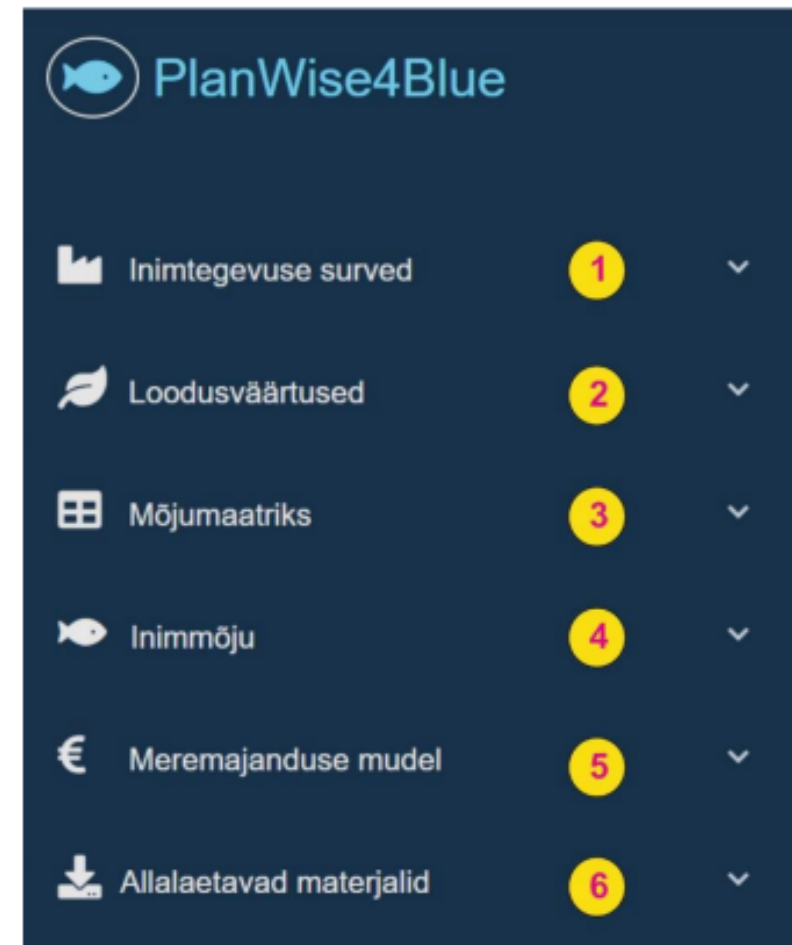 PlanWise4Blue
Inimtegevuse surved 1
Loodusväärtused 2
Mõjumaatriks 3
Inimmõju 4
€ Meremajanduse mudel 5
Allalaetavad materjalid 6